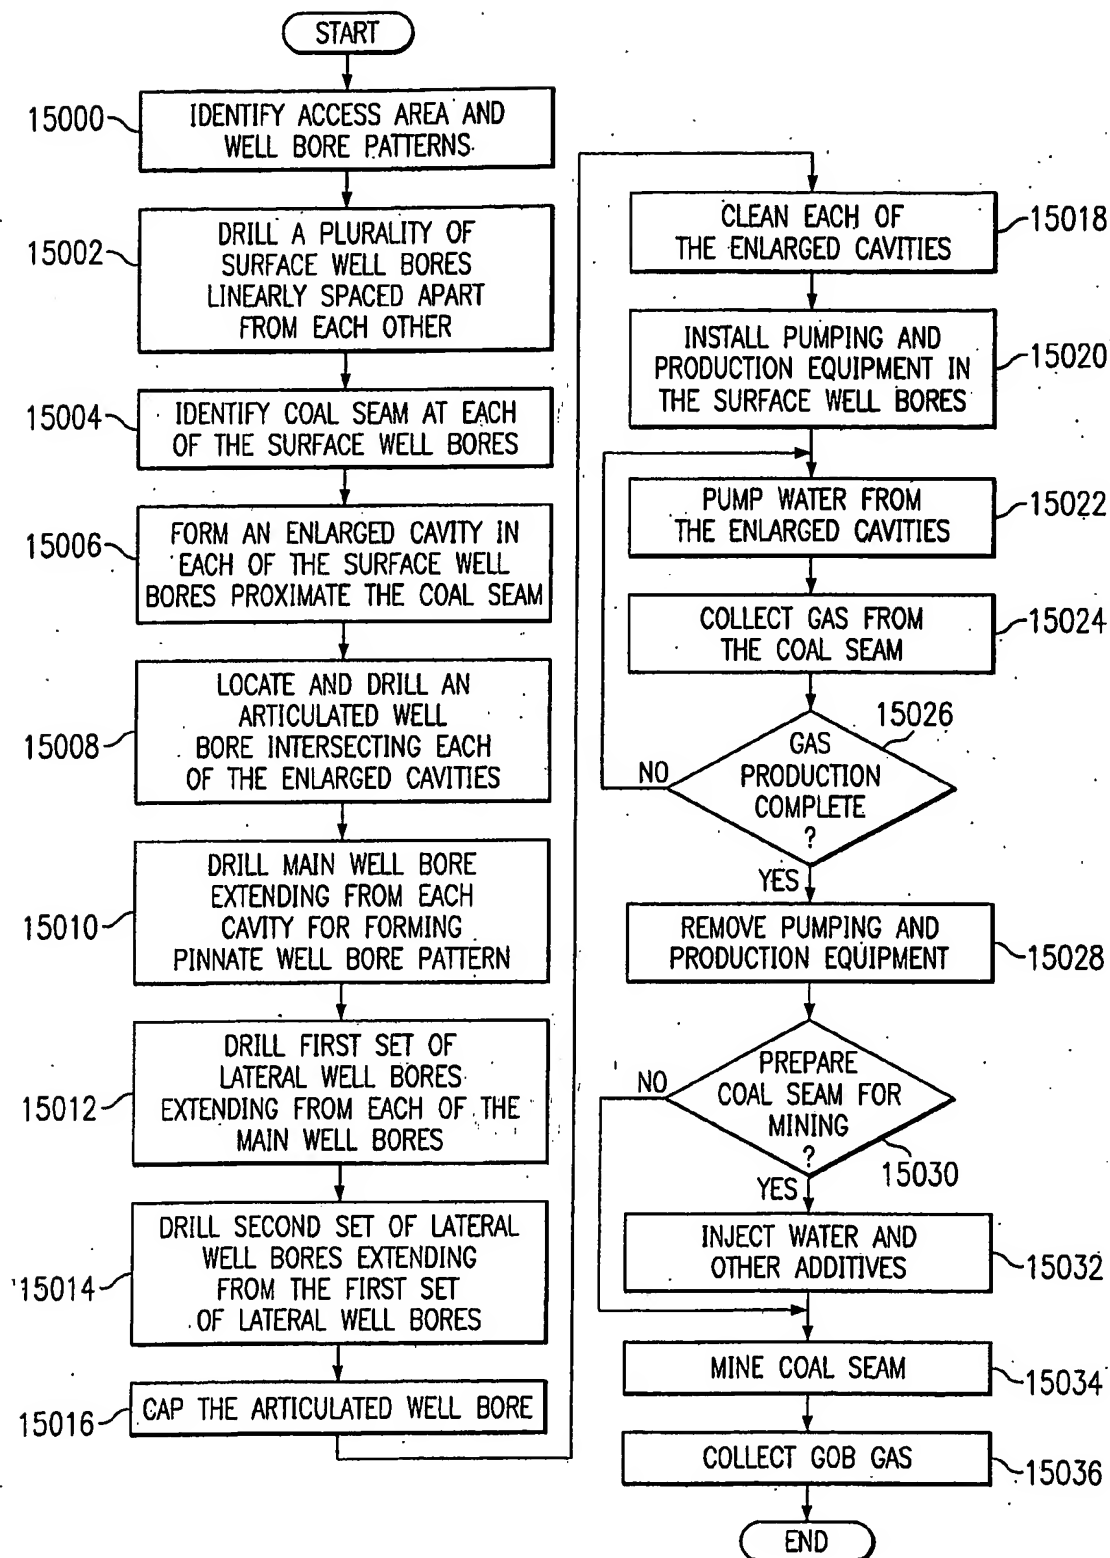 START
15000
IDENTIFY ACCESS AREA AND
WELL BORE PATTERNS
15002
DRILL A PLURALITY OF
SURFACE WELL BORES
LINEARLY SPACED APART
FROM EACH OTHER
15004
IDENTIFY COAL SEAM AT EACH
OF THE SURFACE WELL BORES
15006
FORM AN ENLARGED CAVITY IN
EACH OF THE SURFACE WELL
BORES PROXIMATE THE COAL SEAM
15008
LOCATE AND DRILL AN
ARTICULATED WELL
BORE INTERSECTING EACH
OF THE ENLARGED CAVITIES
15010
DRILL MAIN WELL BORE
EXTENDING FROM EACH
CAVITY FOR FORMING
PINNATE WELL BORE PATTERN
15012
DRILL FIRST SET OF
LATERAL WELL BORES
EXTENDING FROM EACH OF THE
MAIN WELL BORES
15014
DRILL SECOND SET OF LATERAL
WELL BORES EXTENDING
FROM THE FIRST SET
OF LATERAL WELL BORES
15016
CAP THE ARTICULATED WELL BORE
CLEAN EACH OF
THE ENLARGED CAVITIES
15018
INSTALL PUMPING AND
PRODUCTION EQUIPMENT IN
THE SURFACE WELL BORES
15020
PUMP WATER FROM
THE ENLARGED CAVITIES
15022
COLLECT GAS FROM
THE COAL SEAM
15024
15026
GAS
PRODUCTION
COMPLETE
?
NO
YES
REMOVE PUMPING AND
PRODUCTION EQUIPMENT
15028
PREPARE
COAL SEAM FOR
MINING
?
NO
15030
YES
INJECT WATER AND
OTHER ADDITIVES
15032
MINE COAL SEAM
15034
COLLECT GOB GAS
15036
END